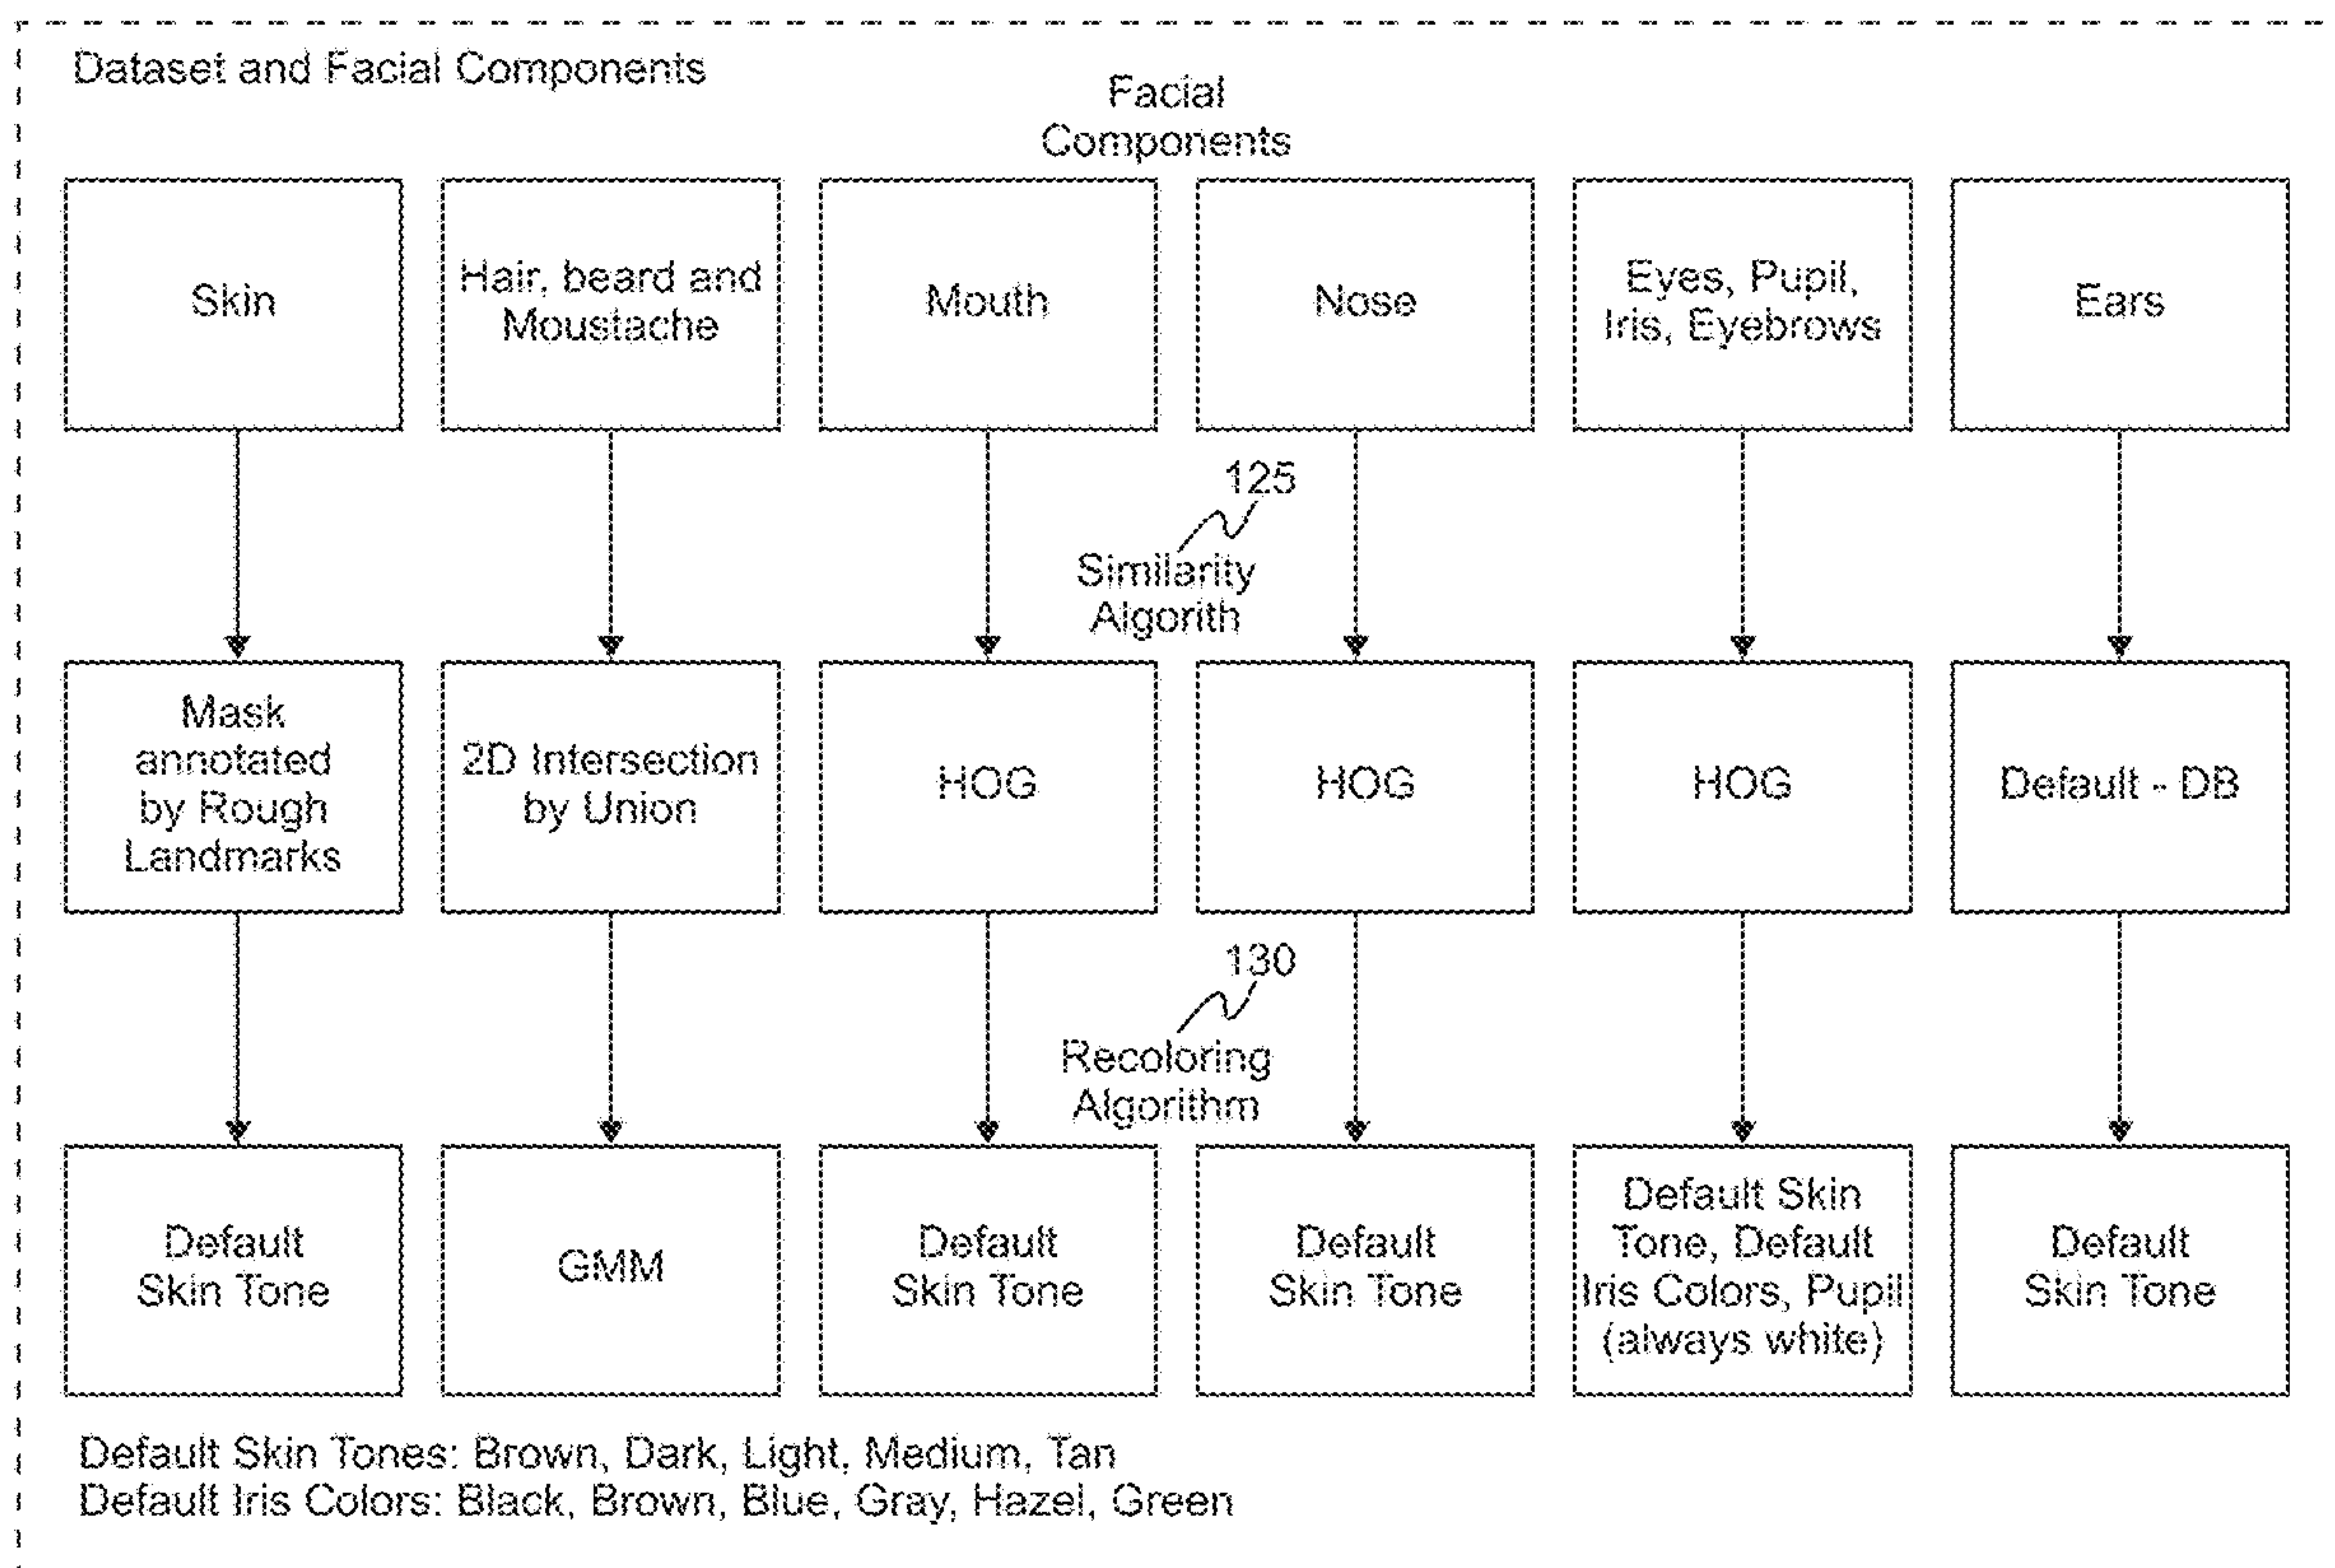 Dataset and Facial Components
Facial
Components
Skin
Hair, beard and
Moustache
Mouth
Nose
Eyes, Pupil,
Iris, Eyebrows
Ears
125
Similarity
Algorith
Mask
annotated
by Rough
Landmarks
2D Intersection
by Union
HOG
HOG
HOG
Default - DB
130
Recoloring
Algorithm
Default
Skin Tone
GMM
Default
Skin Tone
Default
Skin Tone
Default Skin
Tone, Default
Iris Colors, Pupil
(always white)
Default
Skin Tone
Default Skin Tones: Brown, Dark, Light, Medium, Tan
Default Iris Colors: Black, Brown, Blue, Gray, Hazel, Green